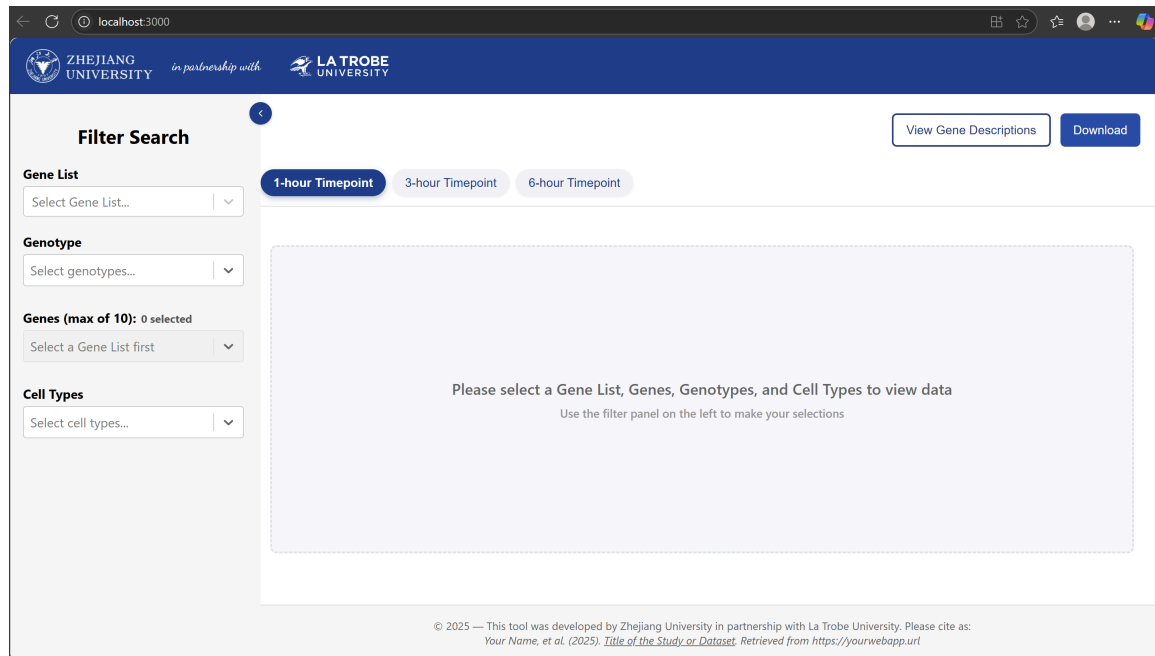 localhost:3000
ZHEJIANG
UNIVERSITY
in partnership with
LA TROBE
UNIVERSITY
Filter Search
View Gene Descriptions
Download
Gene List
Select Gene List...
1-hour Timepoint
3-hour Timepoint
6-hour Timepoint
Genotype
Select genotypes...
Genes (max of 10): 0 selected
Select a Gene List first
Cell Types
Select cell types...
Please select a Gene List, Genes, Genotypes, and Cell Types to view data
Use the filter panel on the left to make your selections
© 2025 — This tool was developed by Zhejiang University in partnership with La Trobe University. Please cite as:
Your Name, et al. (2025). Title of the Study or Dataset. Retrieved from https://yourwebapp.url